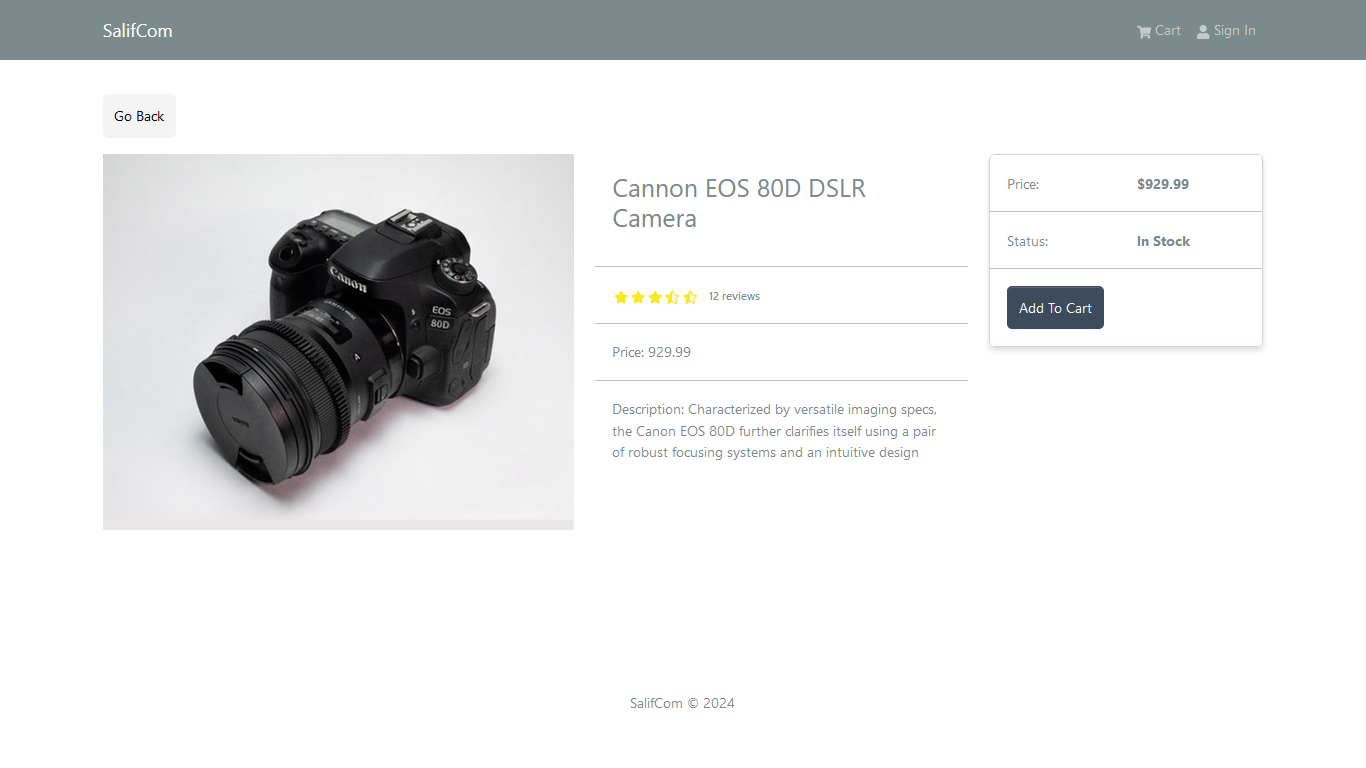 SalifCom
Cart
Sign In
Go Back
Canon
EOS
80D
A
Cannon EOS 80D DSLR
Camera
12 reviews
Price: 929.99
Description: Characterized by versatile imaging specs,
the Canon EOS 80D further clarifies itself using a pair
of robust focusing systems and an intuitive design
Price:
$929.99
Status:
In Stock
Add To Cart
SalifCom © 2024